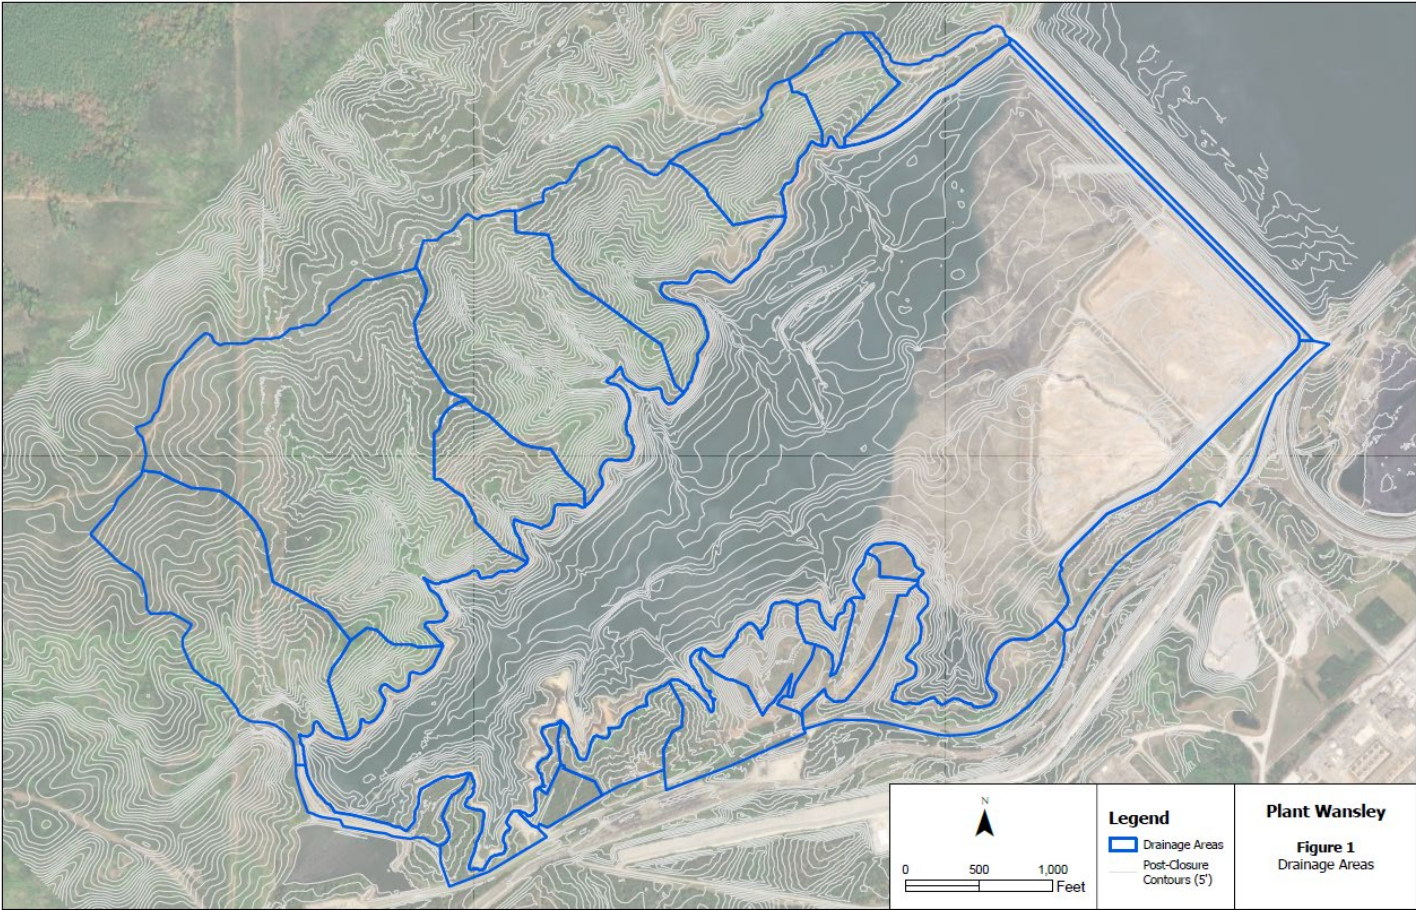 N
0 500 1,000
Feet
Legend
Drainage Areas
Post-Closure
Contours (5')
Plant Wansley
Figure 1
Drainage Areas